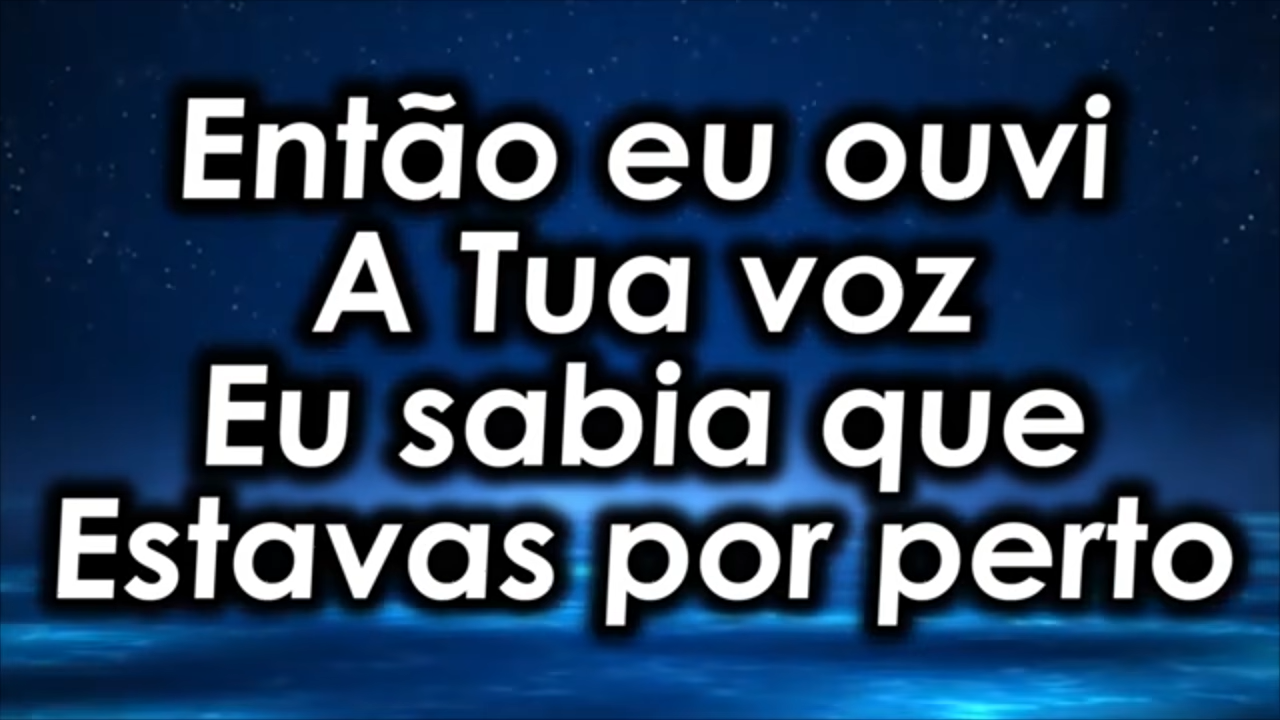 Então eu ouvi
A Tua voz
Eu sabia que
Estavas por perto